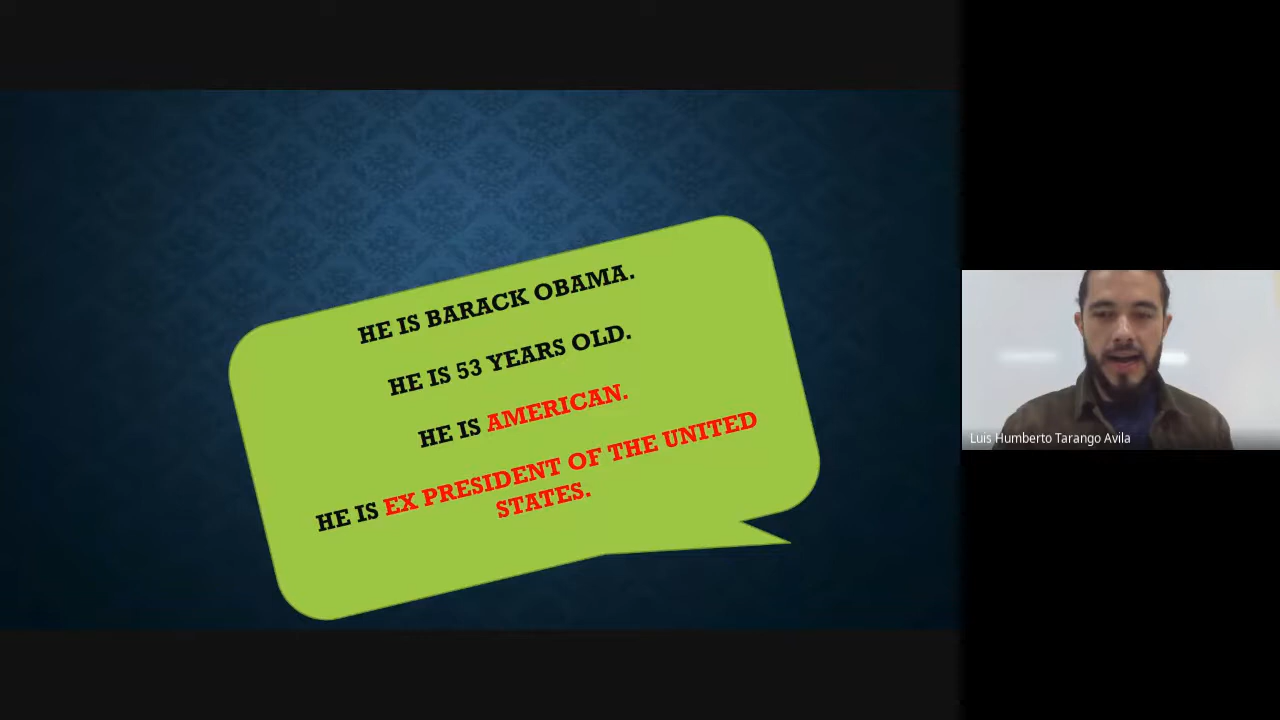 HE IS BARACK OBAMA.
HE IS 53 YEARS OLD.
HE IS AMERICAN.
HE IS EX PRESIDENT OF THE UNITED
STATES.
Luis Humberto Tarango Avila